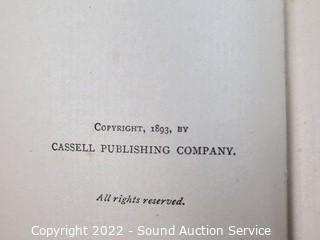 Copyright, 1893, by
CASSELL PUBLISHING COMPANY.
All rights reserved.
Copyright 2022 - Sound Auction Service